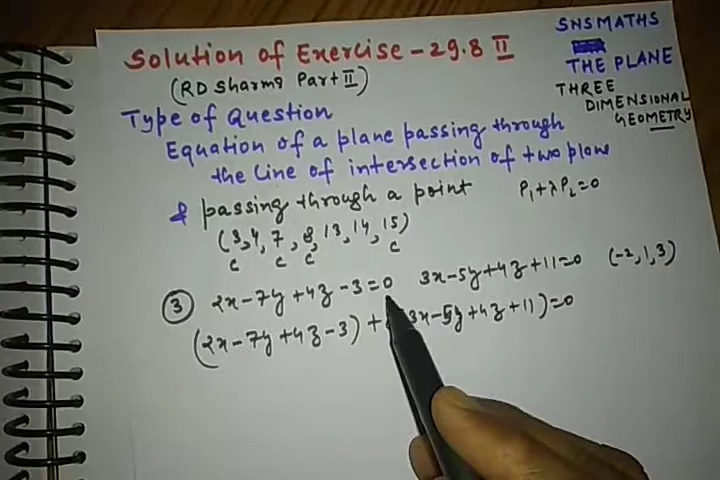 Solution of Exercise-29.8 II
(RD Sharma Part II)
SNSMATHS
THE PLANE
THREE
DIMENSIONAL
GEOMETRY
Type of Question
Equation of a plane passing through
the line of intersection of two plane
& passing through a point P₁+λP₂=0
(3,4,7,8,13,14,15)
c c c c
③ 2x-7y+4z-3=0 3x-5y+4z+11=0 (-2,1,3)
(2x-7y+4z-3)+ 3x-5y+4z+11)=0